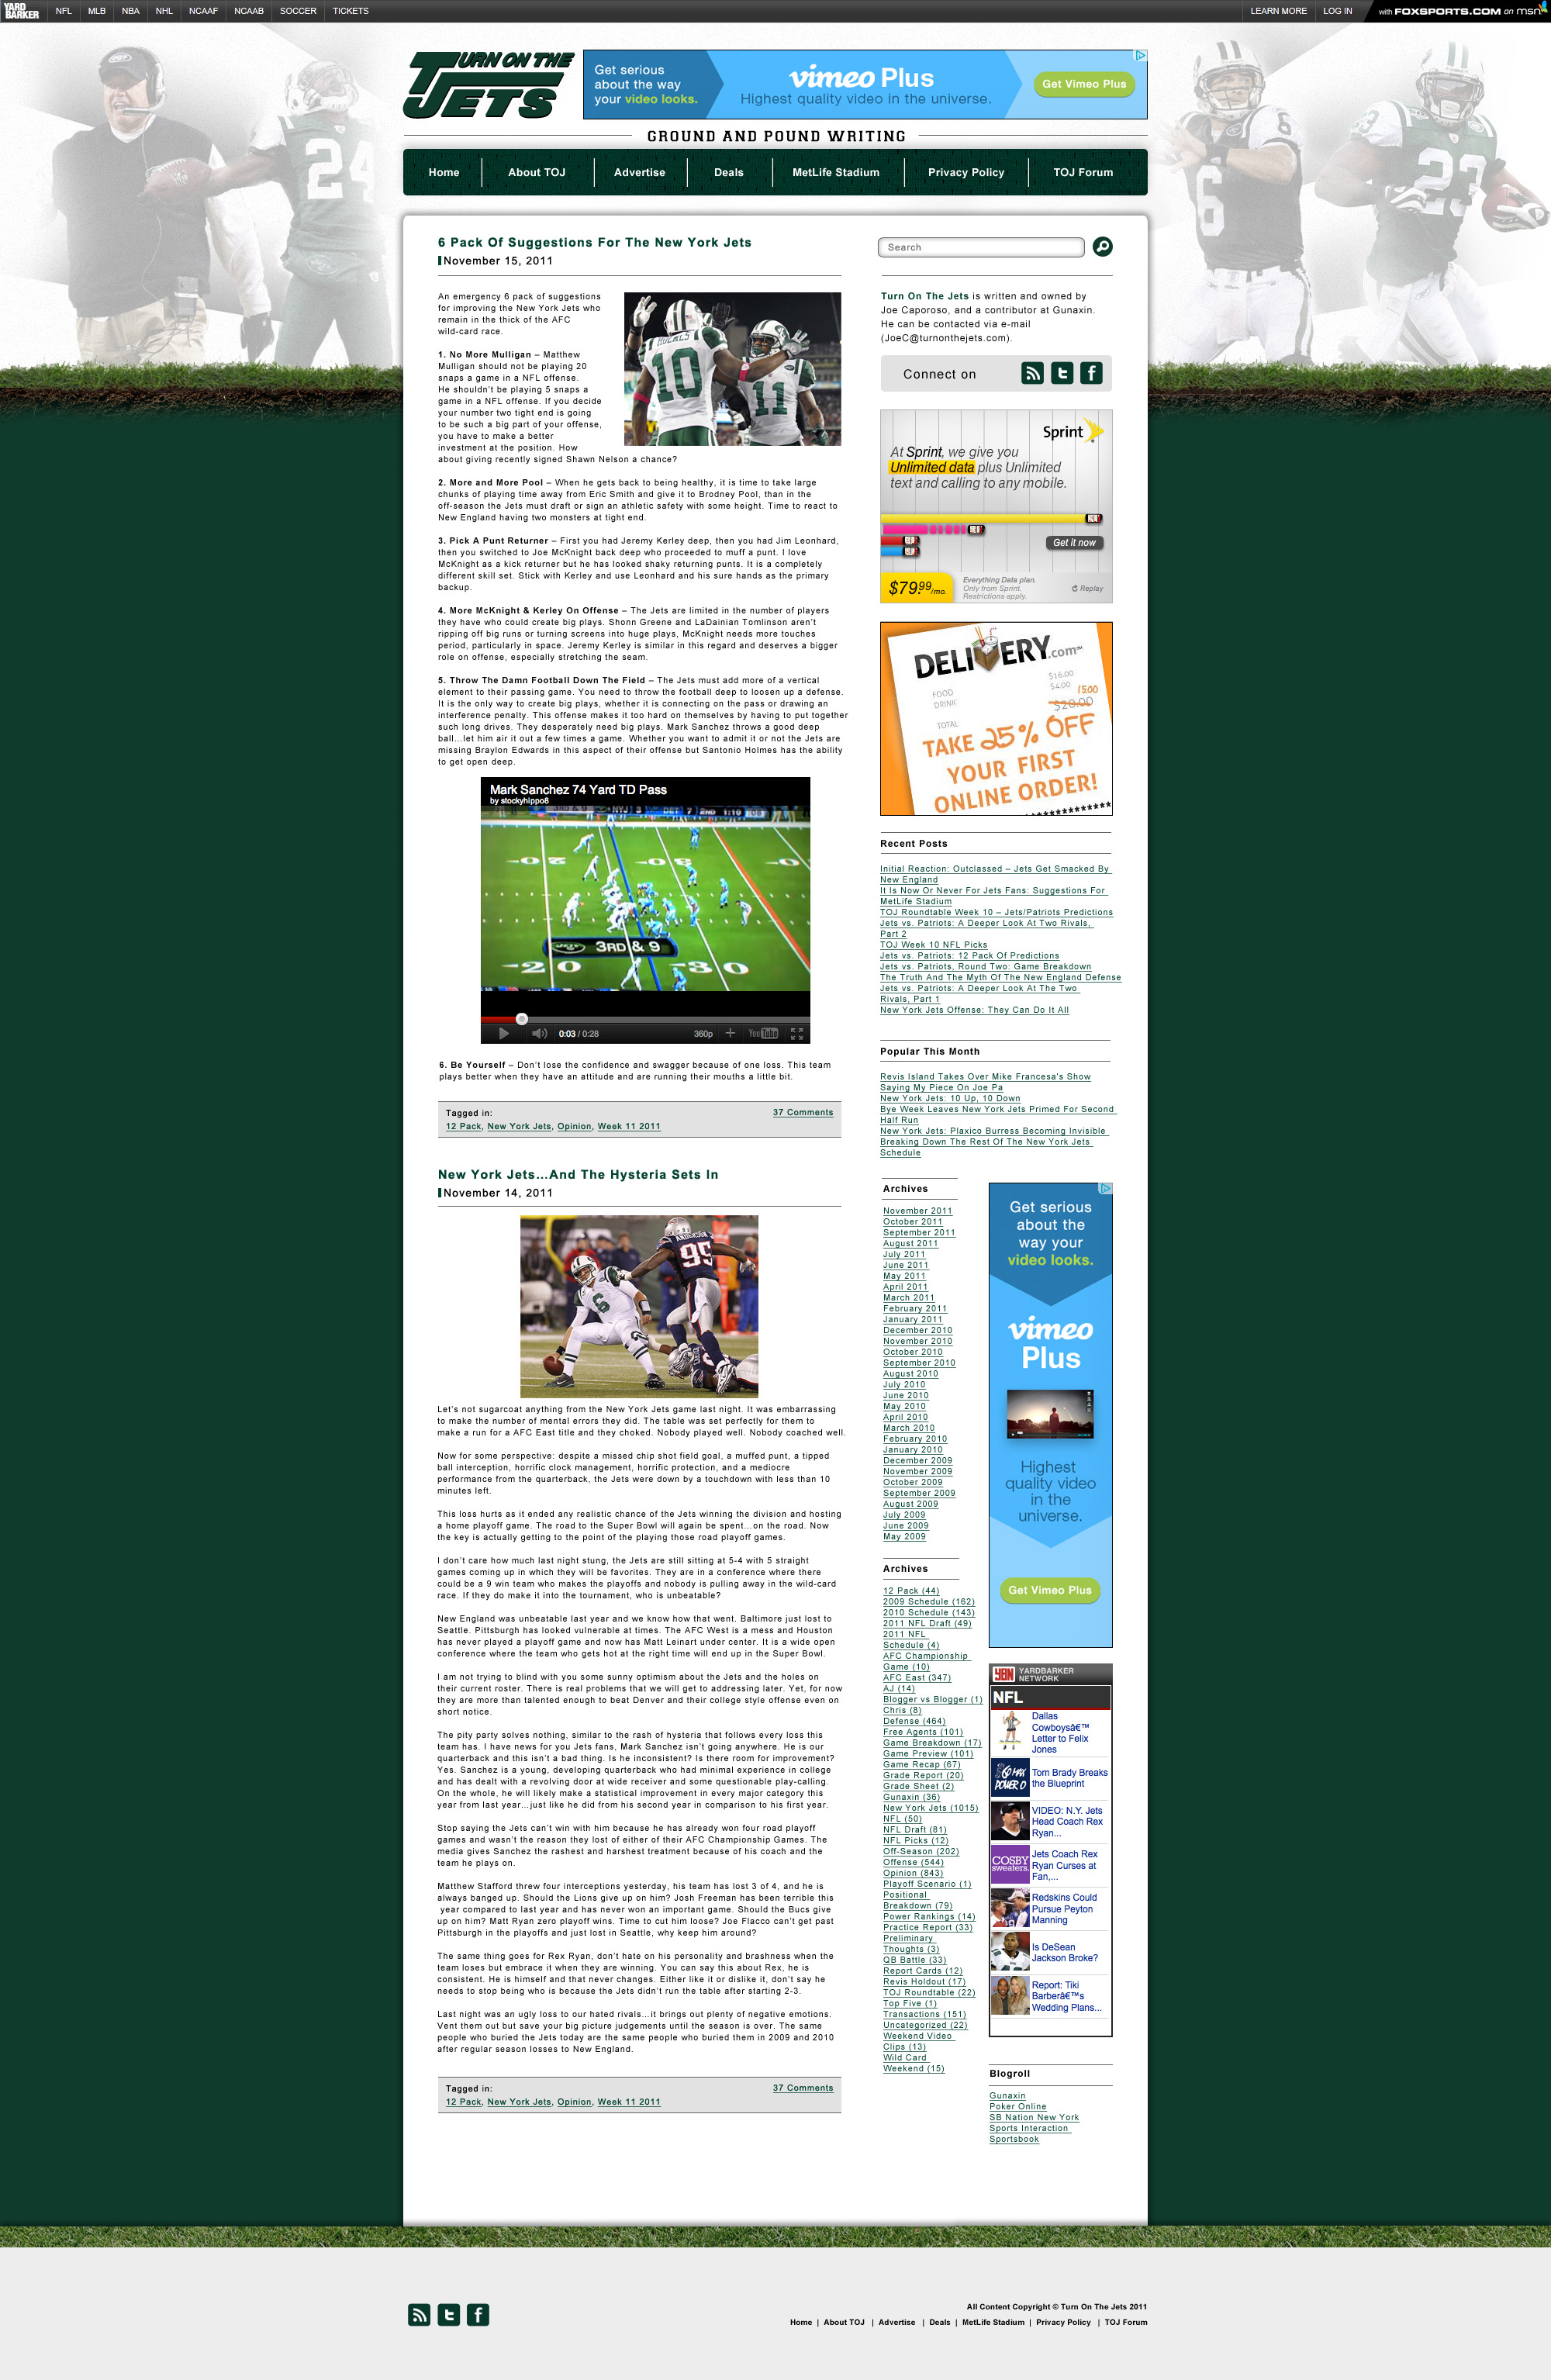 YARD BARKER
NFL MLB NBA NHL NCAAF NCAAB SOCCER TICKETS
LEARN MORE LOG IN with FOXSPORTS.COM on msn
TURN ON THE JETS
Get serious
about the way
your video looks.
vimeo Plus
Highest quality video in the universe.
Get Vimeo Plus
GROUND AND POUND WRITING
Home About TOJ Advertise Deals MetLife Stadium Privacy Policy TOJ Forum
6 Pack Of Suggestions For The New York Jets
November 15, 2011
An emergency 6 pack of suggestions
for improving the New York Jets who
remain in the thick of the AFC
wild-card race.
1. No More Mulligan – Matthew
Mulligan should not be playing 20
snaps a game in a NFL offense.
He shouldn't be playing 5 snaps a
game in a NFL offense. If you decide
your number two tight end is going
to be such a big part of your offense,
you have to make a better
investment at the position. How
about giving recently signed Shawn Nelson a chance?
HOLMES
10
11
2. More and More Pool – When he gets back to being healthy, it is time to take large
chunks of playing time away from Eric Smith and give it to Brodney Pool, than in the
off-season the Jets must draft or sign an athletic safety with some height. Time to react to
New England having two monsters at tight end.
3. Pick A Punt Returner – First you had Jeremy Kerley deep, then you had Jim Leonhard,
then you switched to Joe McKnight back deep who proceeded to muff a punt. I love
McKnight as a kick returner but he has looked shaky returning punts. It is a completely
different skill set. Stick with Kerley and use Leonhard and his sure hands as the primary
backup.
4. More McKnight & Kerley On Offense – The Jets are limited in the number of players
they have who could create big plays. Shonn Greene and LaDainian Tomlinson aren't
ripping off big runs or turning screens into huge plays, McKnight needs more touches
period, particularly in space. Jeremy Kerley is similar in this regard and deserves a bigger
role on offense, especially stretching the seam.
5. Throw The Damn Football Down The Field – The Jets must add more of a vertical
element to their passing game. You need to throw the football deep to loosen up a defense.
It is the only way to create big plays, whether it is connecting on the pass or drawing an
interference penalty. This offense makes it too hard on themselves by having to put together
such long drives. They desperately need big plays. Mark Sanchez throws a good deep
ball…let him air it out a few times a game. Whether you want to admit it or not the Jets are
missing Braylon Edwards in this aspect of their offense but Santonio Holmes has the ability
to get open deep.
Mark Sanchez 74 Yard TD Pass
by stockyhippo8
3RD & 9
0:03 / 0:28 360p YouTube
6. Be Yourself – Don't lose the confidence and swagger because of one loss. This team
plays better when they have an attitude and are running their mouths a little bit.
Tagged in: 37 Comments
12 Pack, New York Jets, Opinion, Week 11 2011
New York Jets…And The Hysteria Sets In
November 14, 2011
95
6
Let's not sugarcoat anything from the New York Jets game last night. It was embarrassing
to make the number of mental errors they did. The table was set perfectly for them to
make a run for a AFC East title and they choked. Nobody played well. Nobody coached well.
Now for some perspective: despite a missed chip shot field goal, a muffed punt, a tipped
ball interception, horrific clock management, horrific protection, and a mediocre
performance from the quarterback, the Jets were down by a touchdown with less than 10
minutes left.
This loss hurts as it ended any realistic chance of the Jets winning the division and hosting
a home playoff game. The road to the Super Bowl will again be spent…on the road. Now
the key is actually getting to the point of the playing those road playoff games.
I don't care how much last night stung, the Jets are still sitting at 5-4 with 5 straight
games coming up in which they will be favorites. They are in a conference where there
could be a 9 win team who makes the playoffs and nobody is pulling away in the wild-card
race. If they do make it into the tournament, who is unbeatable?
New England was unbeatable last year and we know how that went. Baltimore just lost to
Seattle. Pittsburgh has looked vulnerable at times. The AFC West is a mess and Houston
has never played a playoff game and now has Matt Leinart under center. It is a wide open
conference where the team who gets hot at the right time will end up in the Super Bowl.
I am not trying to blind with you some sunny optimism about the Jets and the holes on
their current roster. There is real problems that we will get to addressing later. Yet, for now
they are more than talented enough to beat Denver and their college style offense even on
short notice.
The pity party solves nothing, similar to the rash of hysteria that follows every loss this
team has. I have news for you Jets fans, Mark Sanchez isn't going anywhere. He is our
quarterback and this isn't a bad thing. Is he inconsistent? Is there room for improvement?
Yes. Sanchez is a young, developing quarterback who had minimal experience in college
and has dealt with a revolving door at wide receiver and some questionable play-calling.
On the whole, he will likely make a statistical improvement in every major category this
year from last year…just like he did from his second year in comparison to his first year.
Stop saying the Jets can't win with him because he has already won four road playoff
games and wasn't the reason they lost of either of their AFC Championship Games. The
media gives Sanchez the rashest and harshest treatment because of his coach and the
team he plays on.
Matthew Stafford threw four interceptions yesterday, his team has lost 3 of 4, and he is
always banged up. Should the Lions give up on him? Josh Freeman has been terrible this
year compared to last year and has never won an important game. Should the Bucs give
up on him? Matt Ryan zero playoff wins. Time to cut him loose? Joe Flacco can't get past
Pittsburgh in the playoffs and just lost in Seattle, why keep him around?
The same thing goes for Rex Ryan, don't hate on his personality and brashness when the
team loses but embrace it when they are winning. You can say this about Rex, he is
consistent. He is himself and that never changes. Either like it or dislike it, don't say he
needs to stop being who is because the Jets didn't run the table after starting 2-3.
Last night was an ugly loss to our hated rivals…it brings out plenty of negative emotions.
Vent them out but save your big picture judgements until the season is over. The same
people who buried the Jets today are the same people who buried them in 2009 and 2010
after regular season losses to New England.
Tagged in: 37 Comments
12 Pack, New York Jets, Opinion, Week 11 2011
Search
Turn On The Jets is written and owned by
Joe Caporoso, and a contributor at Gunaxin.
He can be contacted via e-mail
(JoeC@turnonthejets.com).
Connect on
Sprint
At Sprint, we give you
Unlimited data plus Unlimited
text and calling to any mobile.
Get it now
$79.99/mo.
Everything Data plan.
Only from Sprint.
Restrictions apply.
Replay
DELIVERY.com™
FOOD $16.00
DRINK $4.00
15.00
TOTAL $20.00
TAKE 25% OFF
YOUR FIRST
ONLINE ORDER!
Recent Posts
Initial Reaction: Outclassed – Jets Get Smacked By
New England
It Is Now Or Never For Jets Fans: Suggestions For
MetLife Stadium
TOJ Roundtable Week 10 – Jets/Patriots Predictions
Jets vs. Patriots: A Deeper Look At Two Rivals,
Part 2
TOJ Week 10 NFL Picks
Jets vs. Patriots: 12 Pack Of Predictions
Jets vs. Patriots, Round Two: Game Breakdown
The Truth And The Myth Of The New England Defense
Jets vs. Patriots: A Deeper Look At The Two
Rivals, Part 1
New York Jets Offense: They Can Do It All
Popular This Month
Revis Island Takes Over Mike Francesa's Show
Saying My Piece On Joe Pa
New York Jets: 10 Up, 10 Down
Bye Week Leaves New York Jets Primed For Second
Half Run
New York Jets: Plaxico Burress Becoming Invisible
Breaking Down The Rest Of The New York Jets
Schedule
Archives
November 2011
October 2011
September 2011
August 2011
July 2011
June 2011
May 2011
April 2011
March 2011
February 2011
January 2011
December 2010
November 2010
October 2010
September 2010
August 2010
July 2010
June 2010
May 2010
April 2010
March 2010
February 2010
January 2010
December 2009
November 2009
October 2009
September 2009
August 2009
July 2009
June 2009
May 2009
Archives
12 Pack (44)
2009 Schedule (162)
2010 Schedule (143)
2011 NFL Draft (49)
2011 NFL
Schedule (4)
AFC Championship
Game (10)
AFC East (347)
AJ (14)
Blogger vs Blogger (1)
Chris (8)
Defense (464)
Free Agents (101)
Game Breakdown (17)
Game Preview (101)
Game Recap (67)
Grade Report (20)
Grade Sheet (2)
Gunaxin (36)
New York Jets (1015)
NFL (50)
NFL Draft (81)
NFL Picks (12)
Off-Season (202)
Offense (544)
Opinion (843)
Playoff Scenario (1)
Positional
Breakdown (79)
Power Rankings (14)
Practice Report (33)
Preliminary
Thoughts (3)
QB Battle (33)
Report Cards (12)
Revis Holdout (17)
TOJ Roundtable (22)
Top Five (1)
Transactions (151)
Uncategorized (22)
Weekend Video
Clips (13)
Wild Card
Weekend (15)
Get serious
about the
way your
video looks.
vimeo
Plus
Highest
quality video
in the
universe.
Get Vimeo Plus
YBN YARDBARKER
NETWORK
NFL
Dallas
Cowboysâ€™
Letter to Felix
Jones
Tom Brady Breaks
the Blueprint
VIDEO: N.Y. Jets
Head Coach Rex
Ryan...
COSBY
sweaters.
Jets Coach Rex
Ryan Curses at
Fan,...
Redskins Could
Pursue Peyton
Manning
Is DeSean
Jackson Broke?
Report: Tiki
Barberâ€™s
Wedding Plans...
Blogroll
Gunaxin
Poker Online
SB Nation New York
Sports Interaction
Sportsbook
All Content Copyright © Turn On The Jets 2011
Home | About TOJ | Advertise | Deals | MetLife Stadium | Privacy Policy | TOJ Forum